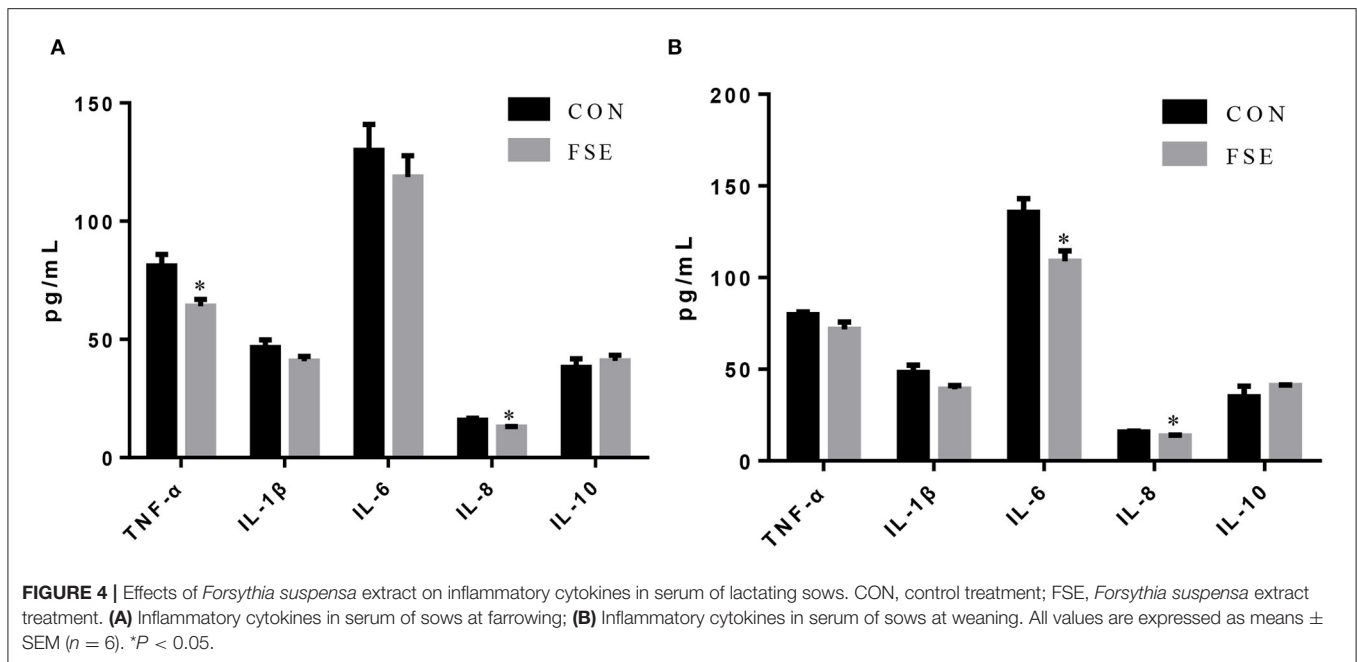 A
150
100
50
0
pg/mL
CON
FSE
*
*
TNF-α
IL-1β
IL-6
IL-8
IL-10
B
200
150
100
50
0
pg/mL
CON
FSE
*
*
TNF-α
IL-1β
IL-6
IL-8
IL-10
FIGURE 4 | Effects of Forsythia suspensa extract on inflammatory cytokines in serum of lactating sows. CON, control treatment; FSE, Forsythia suspensa extract
treatment. (A) Inflammatory cytokines in serum of sows at farrowing; (B) Inflammatory cytokines in serum of sows at weaning. All values are expressed as means ±
SEM (n = 6). *P < 0.05.